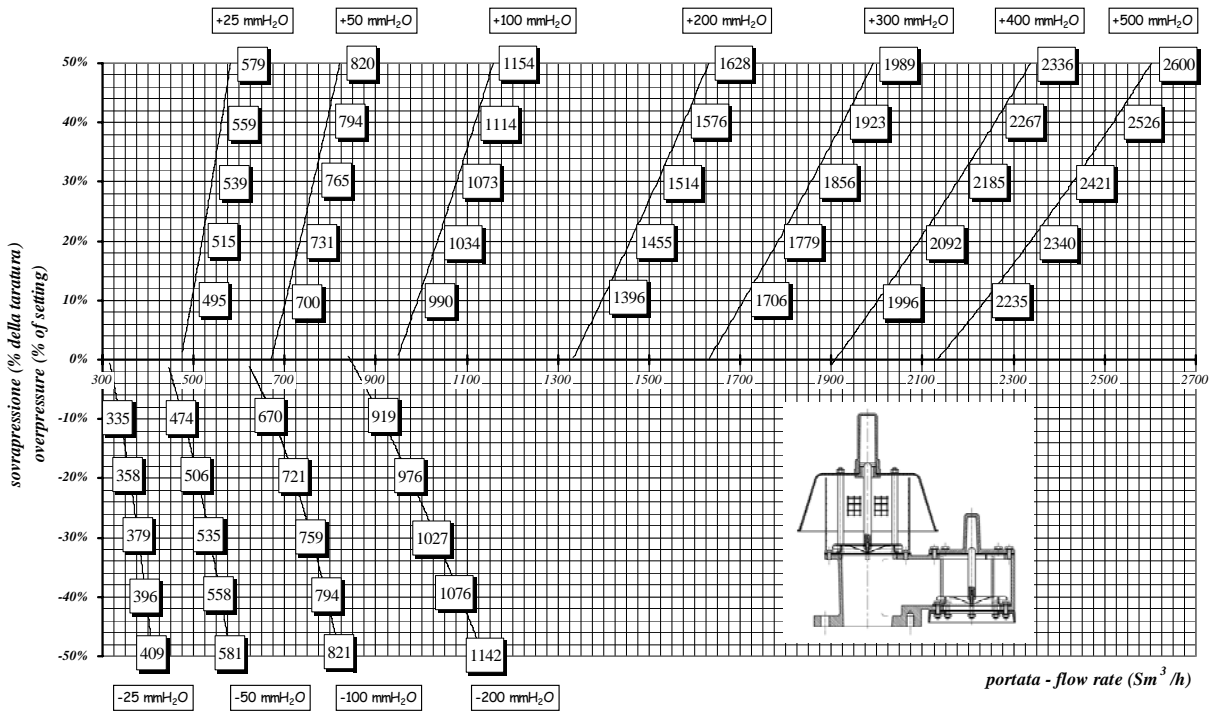 +25 mmH₂O +50 mmH₂O +100 mmH₂O +200 mmH₂O +300 mmH₂O +400 mmH₂O +500 mmH₂O
50% 579 820 1154 1628 1989 2336 2600
40% 559 794 1114 1576 1923 2267 2526
30% 539 765 1073 1514 1856 2185 2421
20% 515 731 1034 1455 1779 2092 2340
10% 495 700 990 1396 1706 1996 2235
0%
300 500 700 900 1100 1300 1500 1700 1900 2100 2300 2500 2700
-10% 335 474 670 919
-20% 358 506 721 976
-30% 379 535 759 1027
-40% 396 558 794 1076
-50% 409 581 821 1142
sovrapressione (% della taratura)
overpressure (% of setting)
portata - flow rate (Sm³/h)
-25 mmH₂O -50 mmH₂O -100 mmH₂O -200 mmH₂O